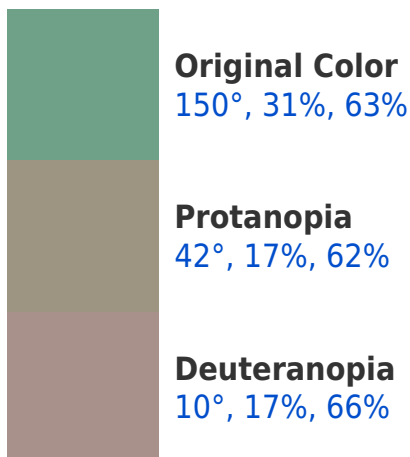 Original Color
150°, 31%, 63%
Protanopia
42°, 17%, 62%
Deuteranopia
10°, 17%, 66%